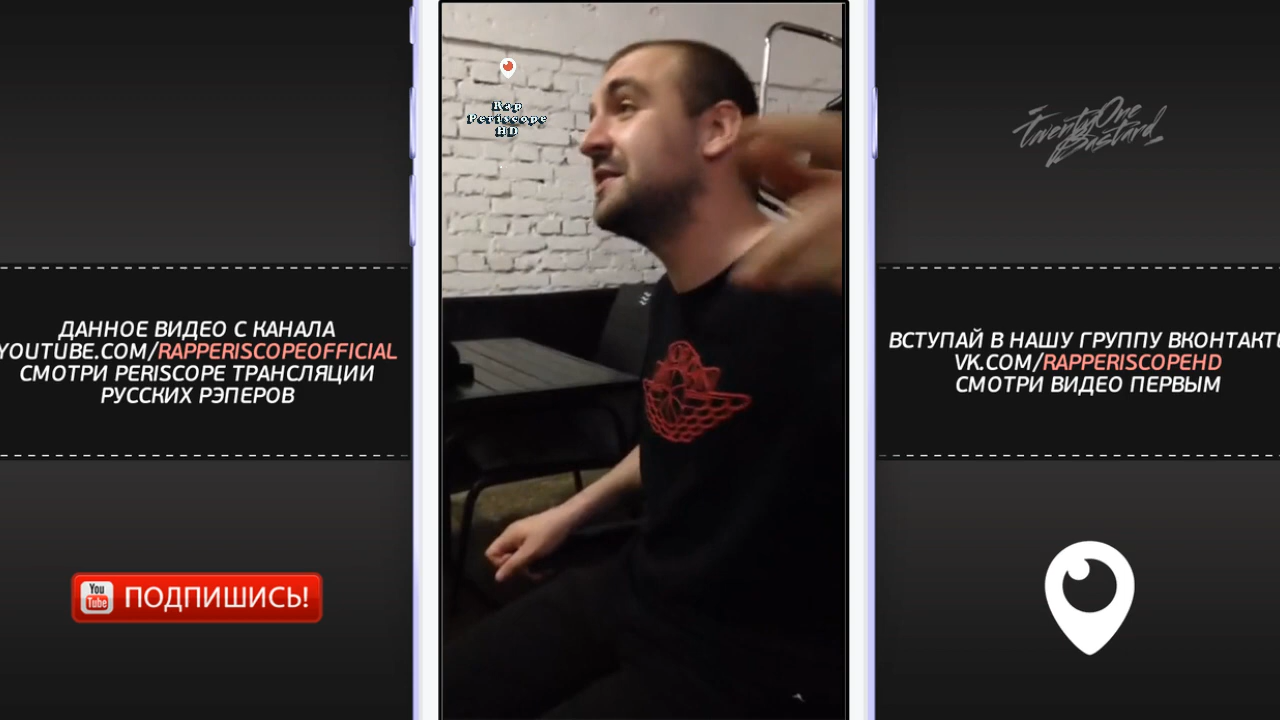 Rap
Periscope
HD
TwentyOne
Bastard
ДАННОЕ ВИДЕО С КАНАЛА
YOUTUBE.COM/RAPPERISCOPEOFFICIAL
СМОТРИ PERISCOPE ТРАНСЛЯЦИИ
РУССКИХ РЭПЕРОВ
ВСТУПАЙ В НАШУ ГРУППУ ВКОНТАКТЕ
VK.COM/RAPPERISCOPEHD
СМОТРИ ВИДЕО ПЕРВЫМ
You
Tube
ПОДПИШИСЬ!